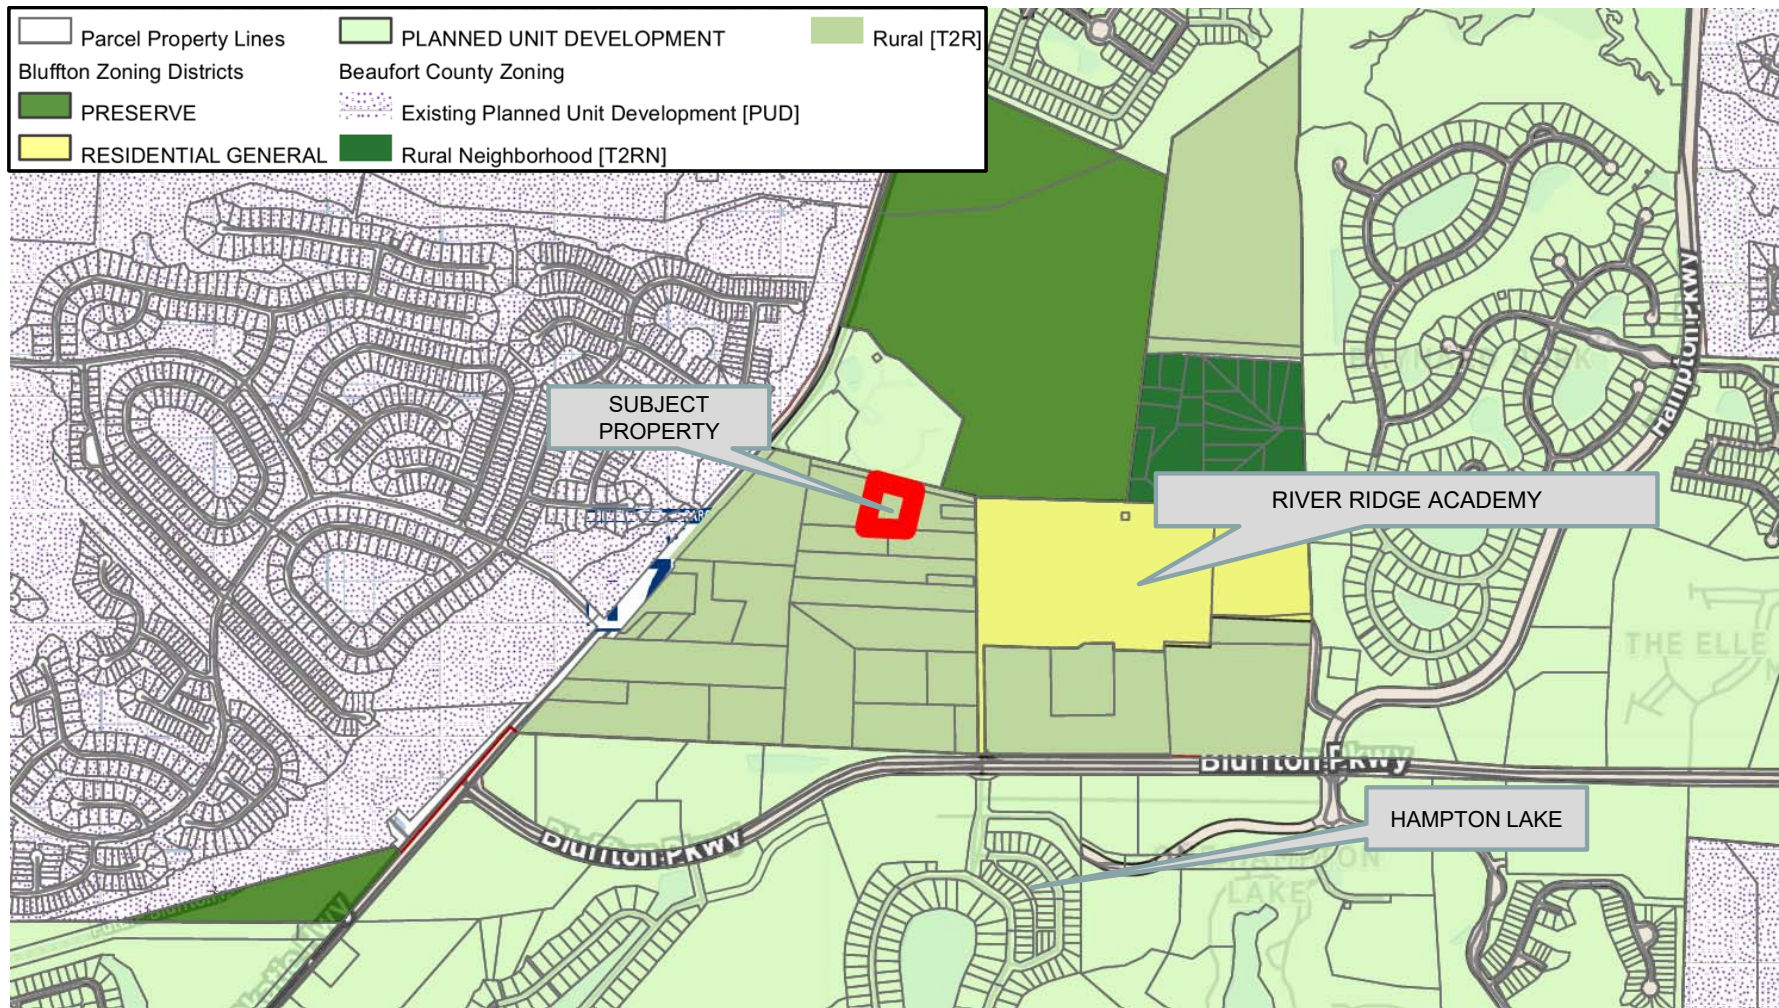 Parcel Property Lines
PLANNED UNIT DEVELOPMENT
Rural [T2R]
Bluffton Zoning Districts
Beaufort County Zoning
PRESERVE
Existing Planned Unit Development [PUD]
RESIDENTIAL GENERAL
Rural Neighborhood [T2RN]
Hampton Pkwy
SUBJECT
PROPERTY
RIVER RIDGE ACADEMY
THE ELLE
Bluffton Pkwy
HAMPTON LAKE
Bluffton Pkwy
HAMPTON
LAKE